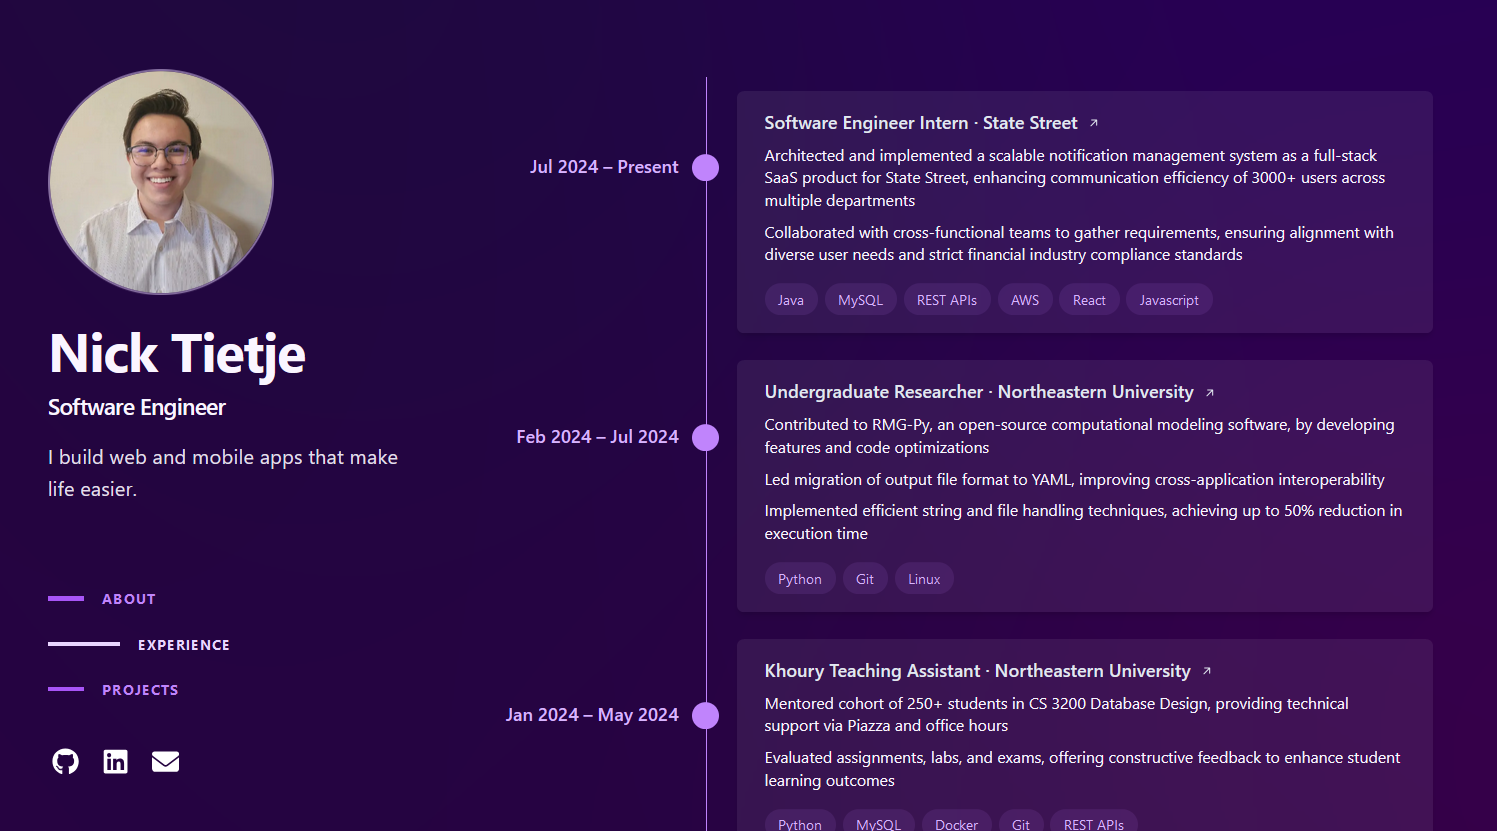 Nick Tietje
Software Engineer
I build web and mobile apps that make
life easier.
ABOUT
EXPERIENCE
PROJECTS
Jul 2024 – Present
Software Engineer Intern · State Street
Architected and implemented a scalable notification management system as a full-stack
SaaS product for State Street, enhancing communication efficiency of 3000+ users across
multiple departments
Collaborated with cross-functional teams to gather requirements, ensuring alignment with
diverse user needs and strict financial industry compliance standards
Java MySQL REST APIs AWS React Javascript
Feb 2024 – Jul 2024
Undergraduate Researcher · Northeastern University
Contributed to RMG-Py, an open-source computational modeling software, by developing
features and code optimizations
Led migration of output file format to YAML, improving cross-application interoperability
Implemented efficient string and file handling techniques, achieving up to 50% reduction in
execution time
Python Git Linux
Jan 2024 – May 2024
Khoury Teaching Assistant · Northeastern University
Mentored cohort of 250+ students in CS 3200 Database Design, providing technical
support via Piazza and office hours
Evaluated assignments, labs, and exams, offering constructive feedback to enhance student
learning outcomes
Python MySQL Docker Git REST APIs